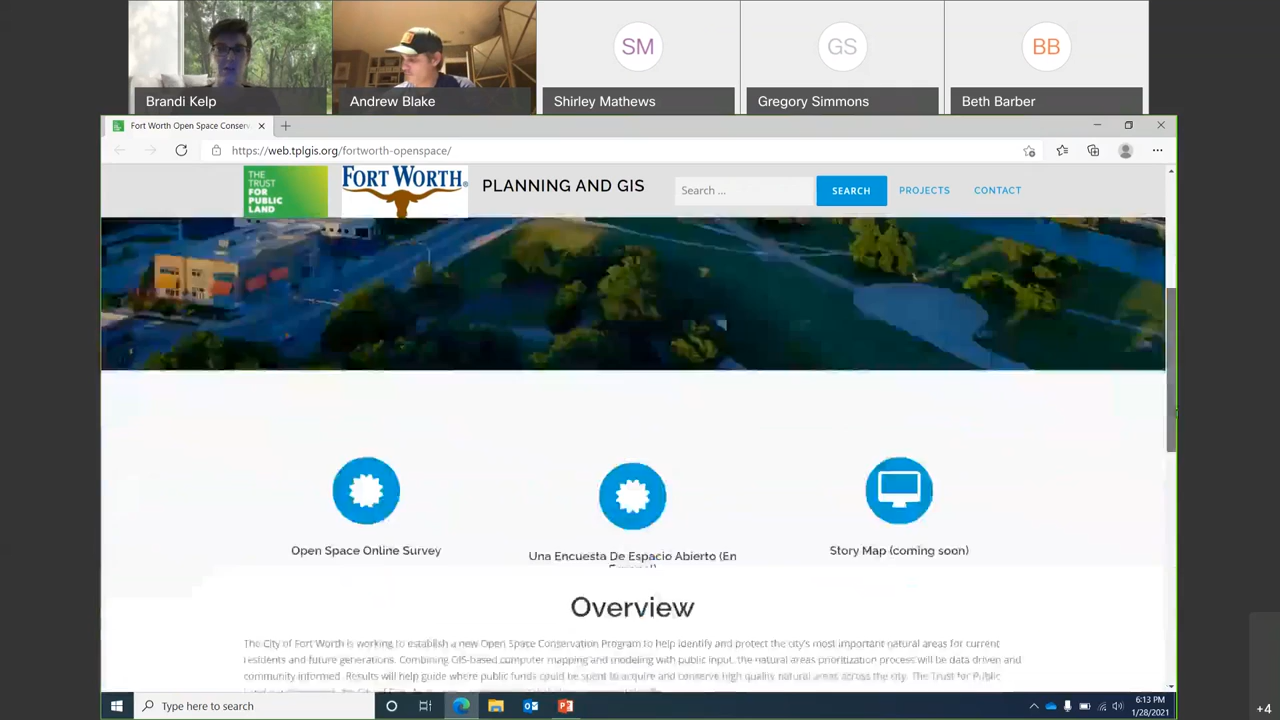 SM
GS
BB
Brandi Kelp
Andrew Blake
Shirley Mathews
Gregory Simmons
Beth Barber
Fort Worth Open Space Conserv
https://web.tplgis.org/fortworth-openspace/
THE
TRUST
FOR
PUBLIC
LAND
FORT WORTH®
PLANNING AND GIS
Search ...
SEARCH
PROJECTS
CONTACT
Open Space Online Survey
Una Encuesta De Espacio Abierto (En
Story Map (coming soon)
Overview
The City of Fort Worth is working to establish a new Open Space Conservation Program to help identify and protect the city's most important natural areas for current
residents and future generations. Combining GIS-based computer mapping and modeling with public input, the natural areas prioritization process will be data driven and
community informed. Results will help guide where public funds could be spent to acquire and conserve high quality natural areas across the city. The Trust for Public
Type here to search
6:13 PM
1/28/2021
+4